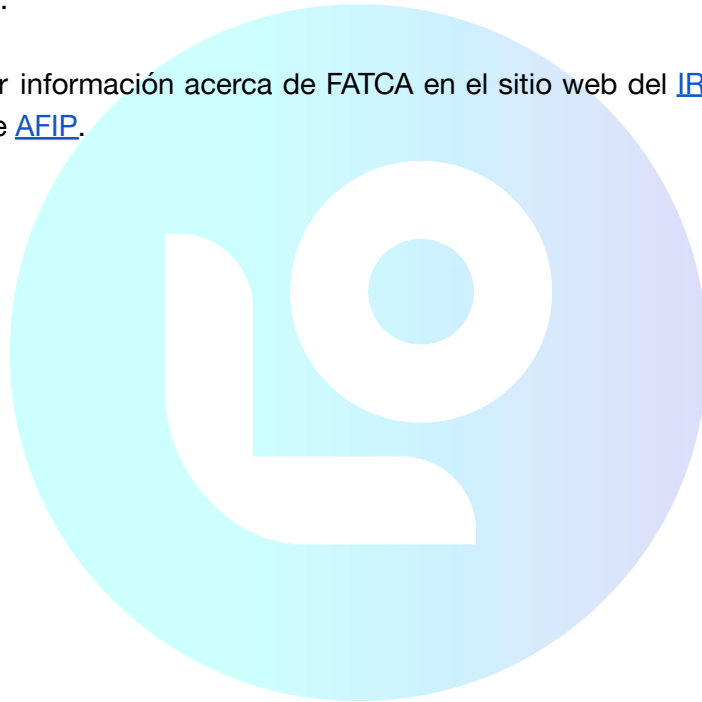 .
r información acerca de FATCA en el sitio web del IR
e AFIP.